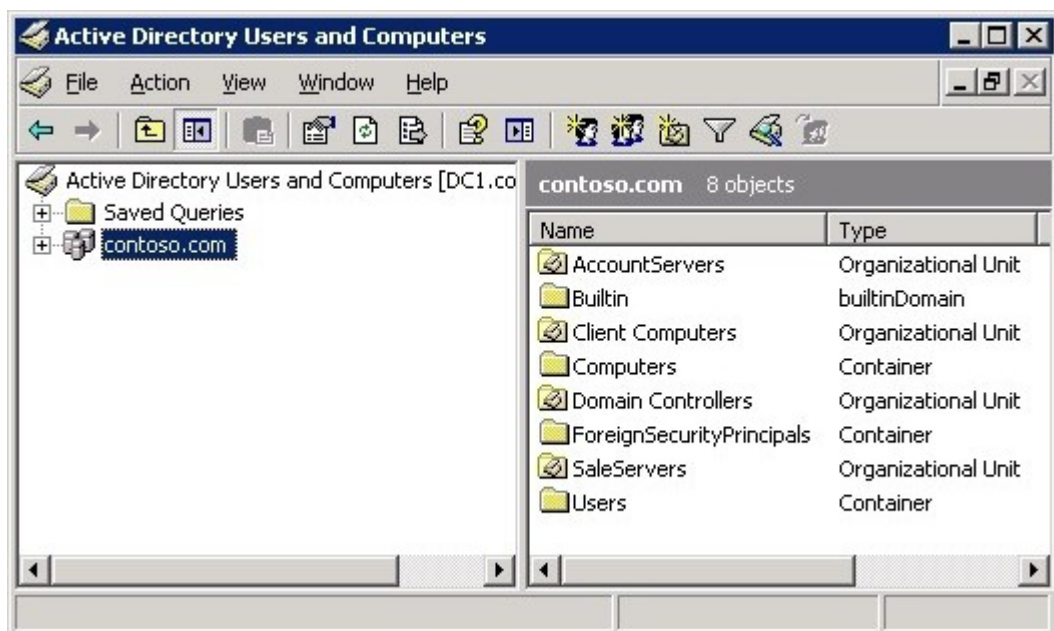 Active Directory Users and Computers
File Action View Window Help
Active Directory Users and Computers [DC1.co
Saved Queries
contoso.com
contoso.com 8 objects
Name Type
AccountServers Organizational Unit
Builtin builtinDomain
Client Computers Organizational Unit
Computers Container
Domain Controllers Organizational Unit
ForeignSecurityPrincipals Container
SaleServers Organizational Unit
Users Container